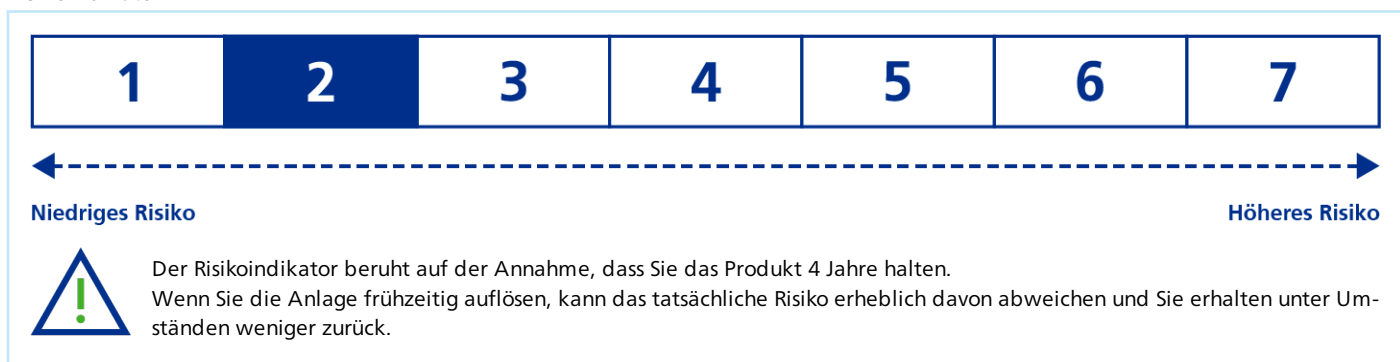 1 2 3 4 5 6 7
Niedriges Risiko Höheres Risiko
!
Der Risikoindikator beruht auf der Annahme, dass Sie das Produkt 4 Jahre halten.
Wenn Sie die Anlage frühzeitig auflösen, kann das tatsächliche Risiko erheblich davon abweichen und Sie erhalten unter Um-
ständen weniger zurück.